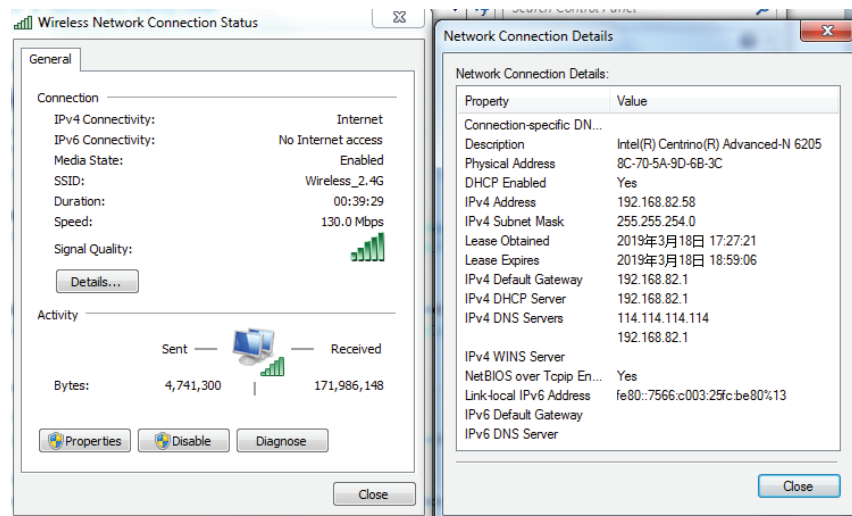 Wireless Network Connection Status
General
Connection
IPv4 Connectivity: Internet
IPv6 Connectivity: No Internet access
Media State: Enabled
SSID: Wireless_2.4G
Duration: 00:39:29
Speed: 130.0 Mbps
Signal Quality:
Details...
Activity
Sent Received
Bytes: 4,741,300 171,986,148
Properties Disable Diagnose
Close
Search Control Panel
Network Connection Details
Network Connection Details:
Property Value
Connection-specific DN...
Description Intel(R) Centrino(R) Advanced-N 6205
Physical Address 8C-70-5A-9D-6B-3C
DHCP Enabled Yes
IPv4 Address 192.168.82.58
IPv4 Subnet Mask 255.255.254.0
Lease Obtained 2019年3月18日 17:27:21
Lease Expires 2019年3月18日 18:59:06
IPv4 Default Gateway 192.168.82.1
IPv4 DHCP Server 192.168.82.1
IPv4 DNS Servers 114.114.114.114
192.168.82.1
IPv4 WINS Server
NetBIOS over Tcpip En... Yes
Link-local IPv6 Address fe80::7566:c003:25fc:be80%13
IPv6 Default Gateway
IPv6 DNS Server
Close